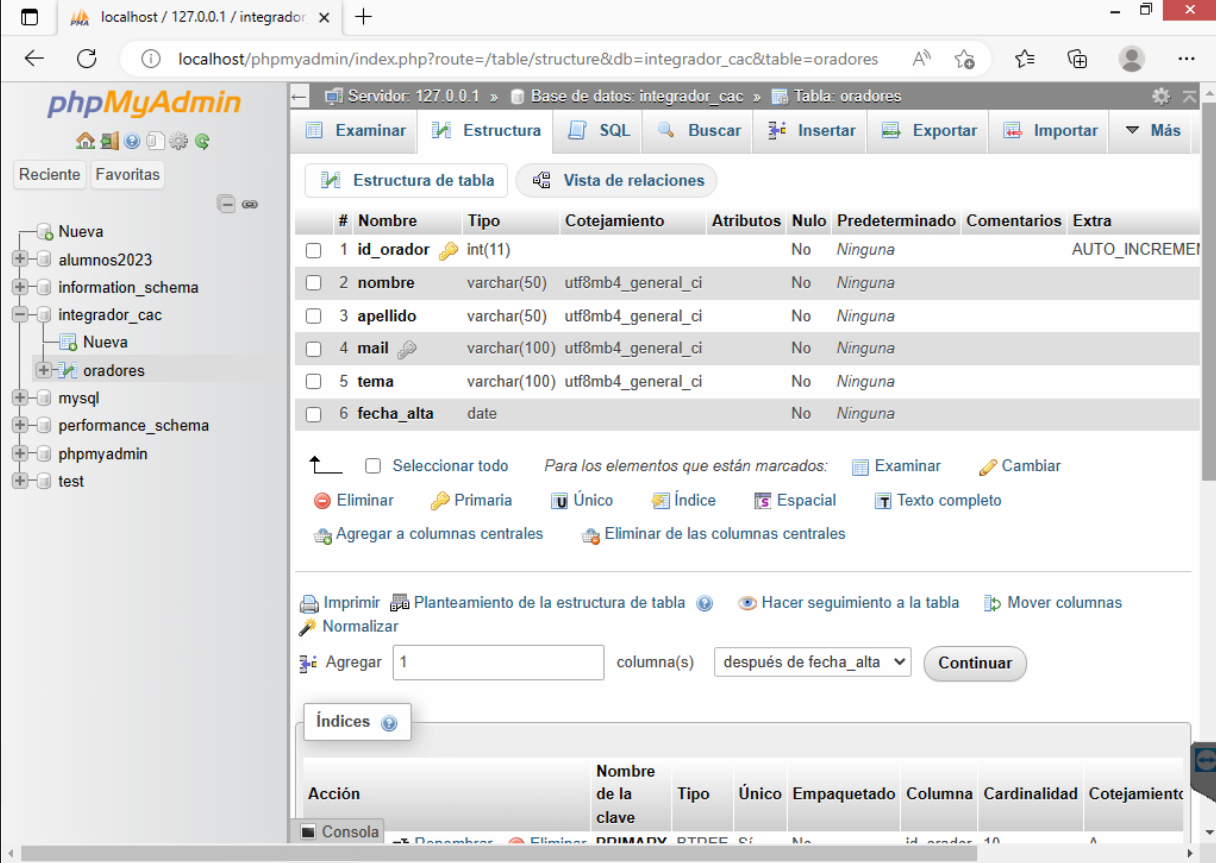 localhost / 127.0.0.1 / integrador_
localhost/phpmyadmin/index.php?route=/table/structure&db=integrador_cac&table=oradores
phpMyAdmin
Reciente Favoritas
Nueva
alumnos2023
information_schema
integrador_cac
Nueva
oradores
mysql
performance_schema
phpmyadmin
test
Servidor: 127.0.0.1 » Base de datos: integrador_cac » Tabla: oradores
Examinar Estructura SQL Buscar Insertar Exportar Importar Más
Estructura de tabla Vista de relaciones
# Nombre Tipo Cotejamiento Atributos Nulo Predeterminado Comentarios Extra
1 id_orador int(11) No Ninguna AUTO_INCREMEN
2 nombre varchar(50) utf8mb4_general_ci No Ninguna
3 apellido varchar(50) utf8mb4_general_ci No Ninguna
4 mail varchar(100) utf8mb4_general_ci No Ninguna
5 tema varchar(100) utf8mb4_general_ci No Ninguna
6 fecha_alta date No Ninguna
Seleccionar todo Para los elementos que están marcados: Examinar Cambiar
Eliminar Primaria Único Índice Espacial Texto completo
Agregar a columnas centrales Eliminar de las columnas centrales
Imprimir Planteamiento de la estructura de tabla Hacer seguimiento a la tabla Mover columnas
Normalizar
Agregar 1 columna(s) después de fecha_alta Continuar
Índices
Acción Nombre de la clave Tipo Único Empaquetado Columna Cardinalidad Cotejamiento
Consola Renombrar Eliminar PRIMARY BTREE Sí No id_orador 10 A